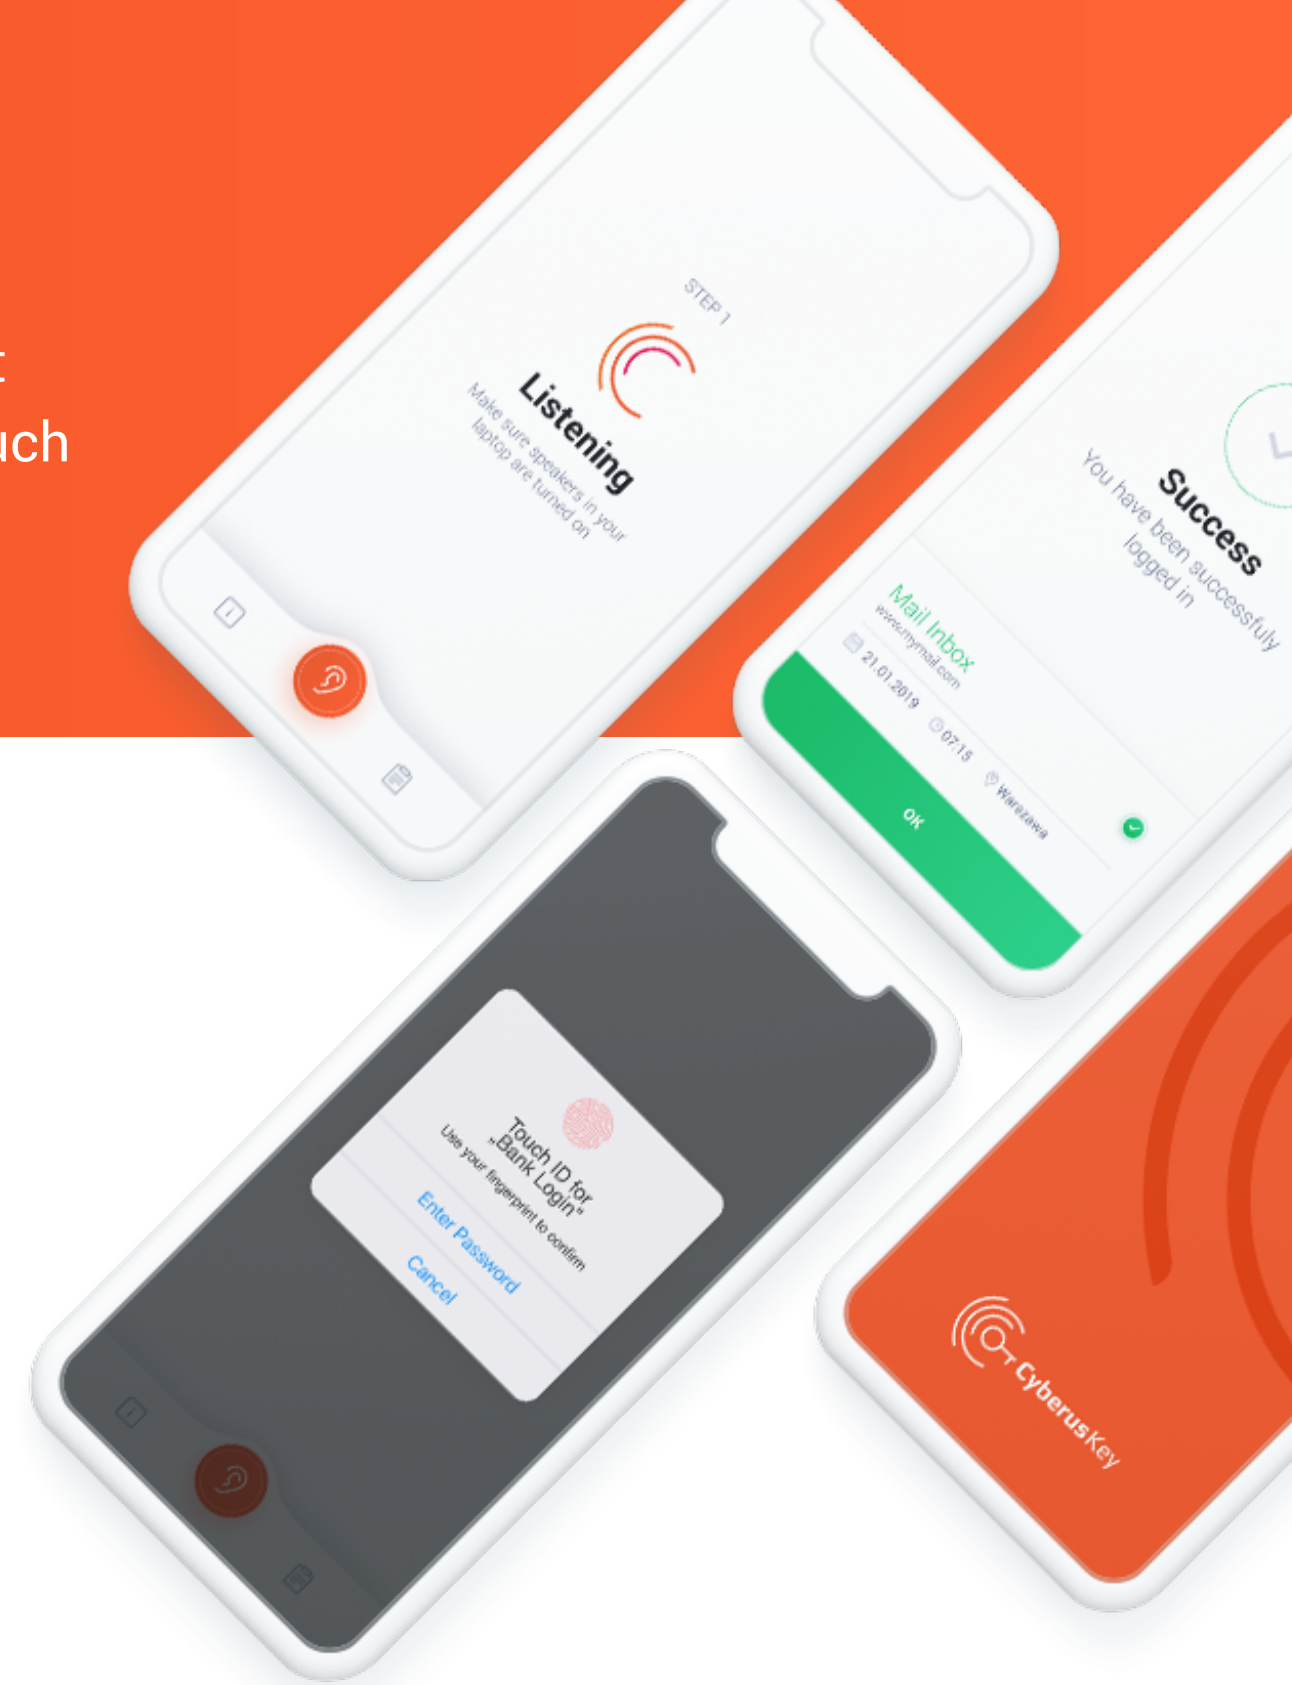 t
uch
STEP 1
Listening
Make sure speakers in your
laptop are turned on
Success
You have been successfuly
logged in
Mail Inbox
www.mymail.com
21.01.2019 07:15 Warszawa
OK
Touch ID for
„Bank Login"
Use your fingerprint to confirm
Enter Password
Cancel
CyberusKey